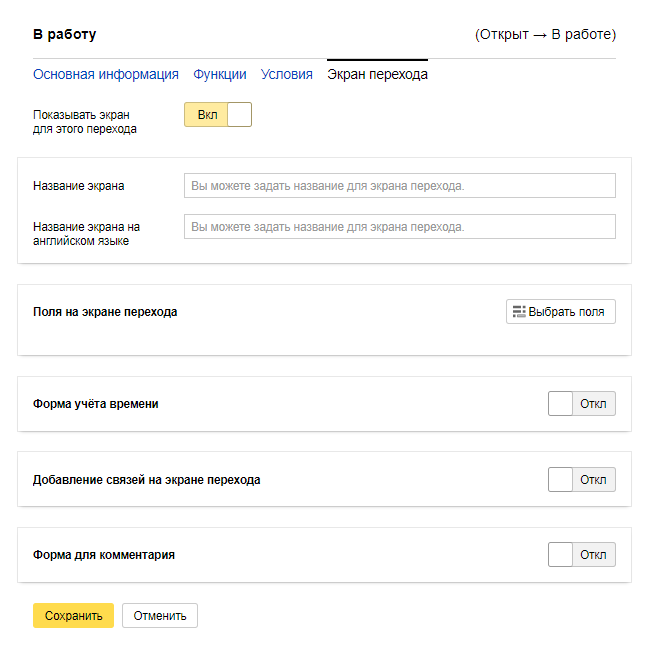 В работу (Открыт → В работе)
Основная информация Функции Условия Экран перехода
Показывать экран
для этого перехода
Вкл
Название экрана
Вы можете задать название для экрана перехода.
Название экрана на
английском языке
Вы можете задать название для экрана перехода.
Поля на экране перехода
Выбрать поля
Форма учёта времени
Откл
Добавление связей на экране перехода
Откл
Форма для комментария
Откл
Сохранить Отменить